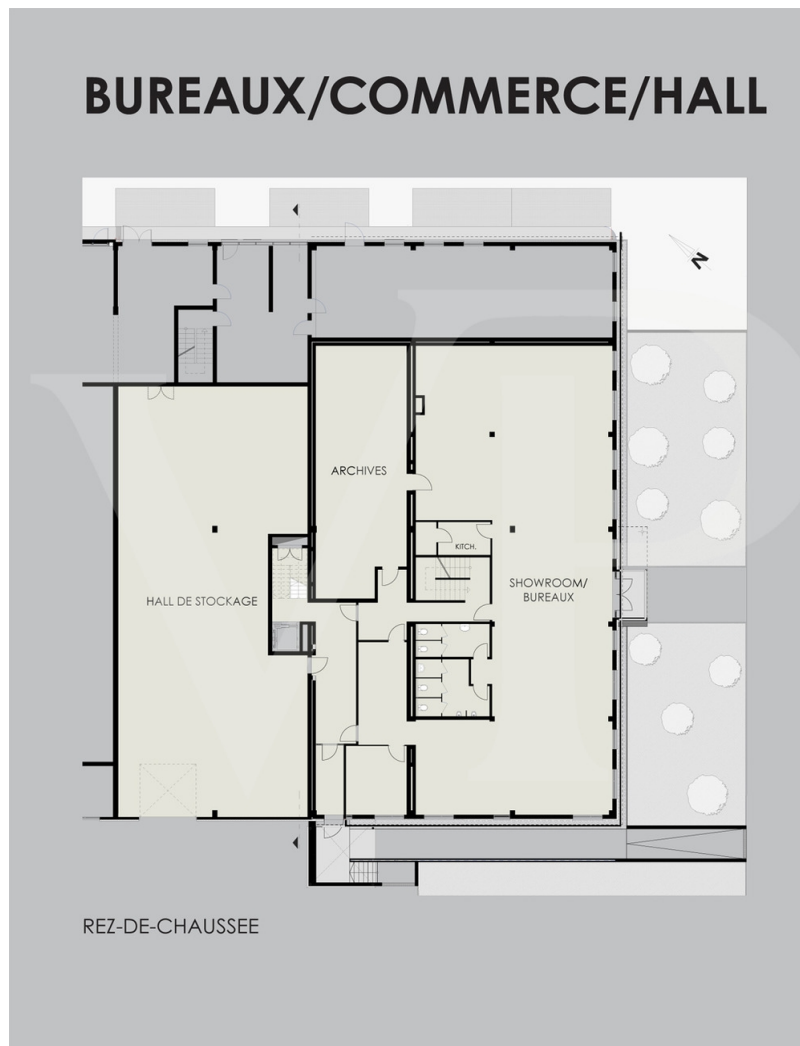 BUREAUX/COMMERCE/HALL
N
ARCHIVES
KITCH.
HALL DE STOCKAGE
SHOWROOM/
BUREAUX
REZ-DE-CHAUSSEE